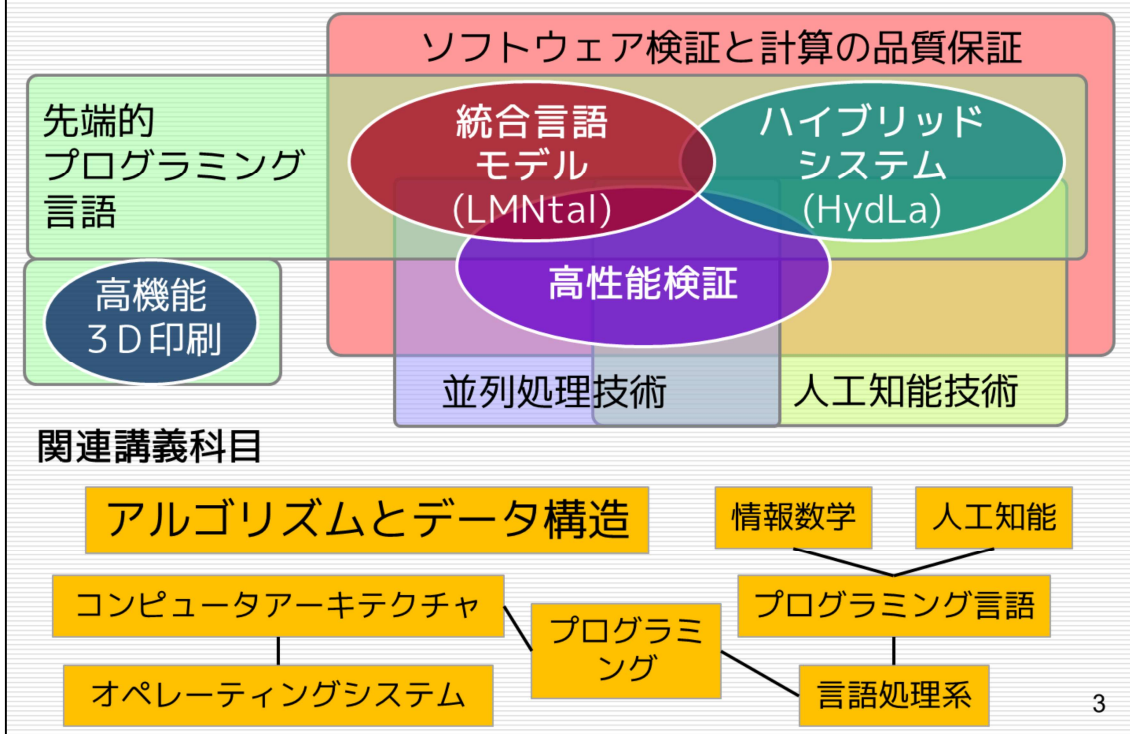 ソフトウェア検証と計算の品質保証
先端的
プログラミング
言語
統合言語
モデル
(LMNtal)
ハイブリッド
システム
(HydLa)
高性能検証
高機能
３Ｄ印刷
並列処理技術
人工知能技術
関連講義科目
アルゴリズムとデータ構造
情報数学
人工知能
コンピュータアーキテクチャ
プログラミ
ング
プログラミング言語
オペレーティングシステム
言語処理系
3